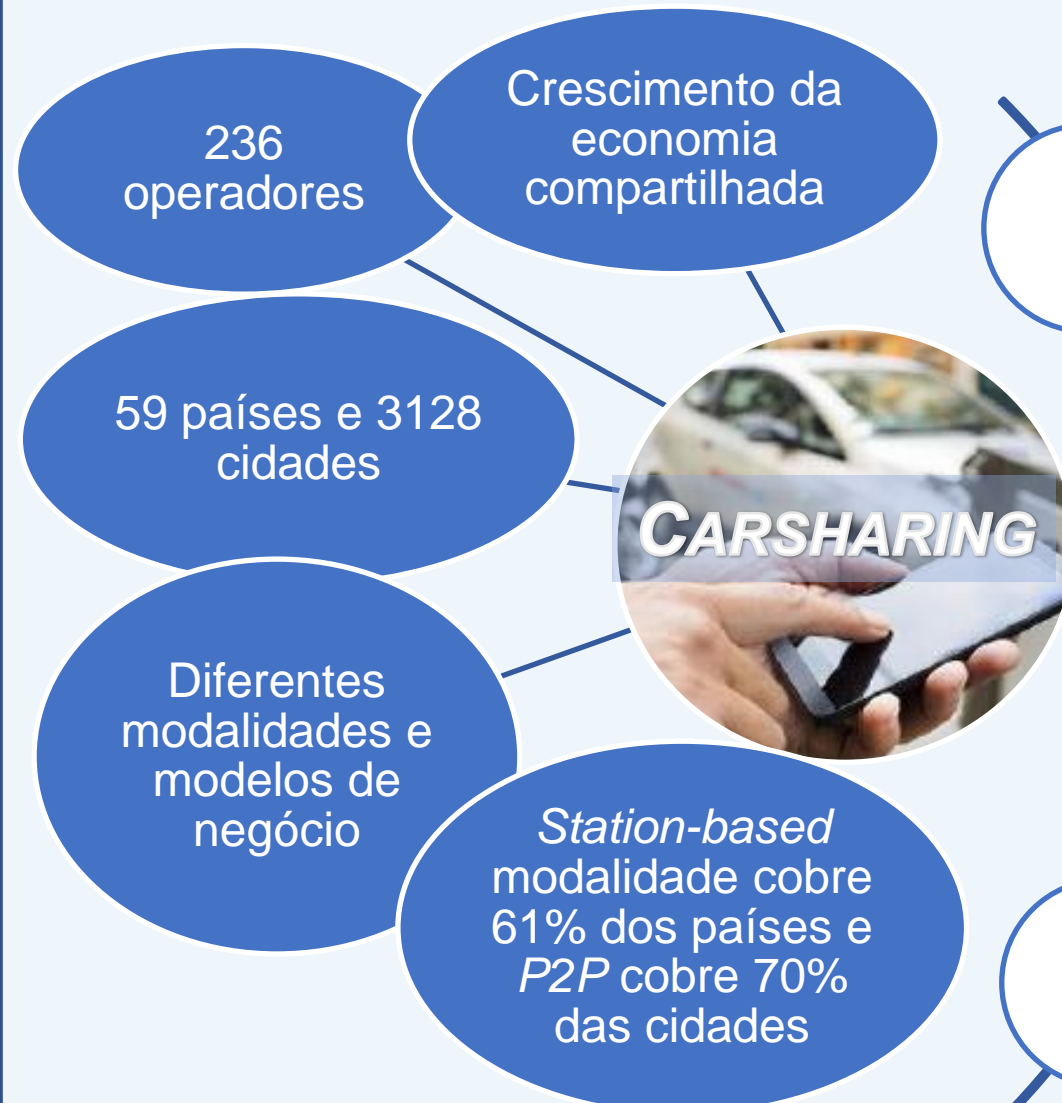 236
operadores
Crescimento da
economia
compartilhada
59 países e 3128
cidades
CARSHARING
Diferentes
modalidades e
modelos de
negócio
Station-based
modalidade cobre
61% dos países e
P2P cobre 70%
das cidades